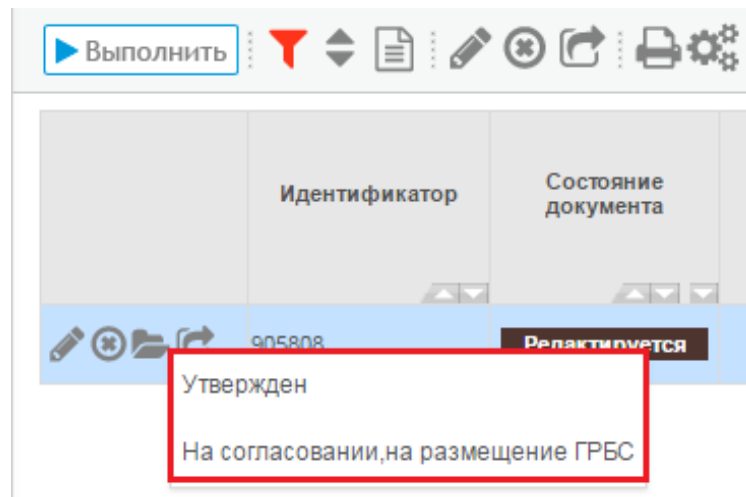 Выполнить
Идентификатор
Состояние
документа
905808
Редактируется
Утвержден
На согласовании,на размещение ГРБС